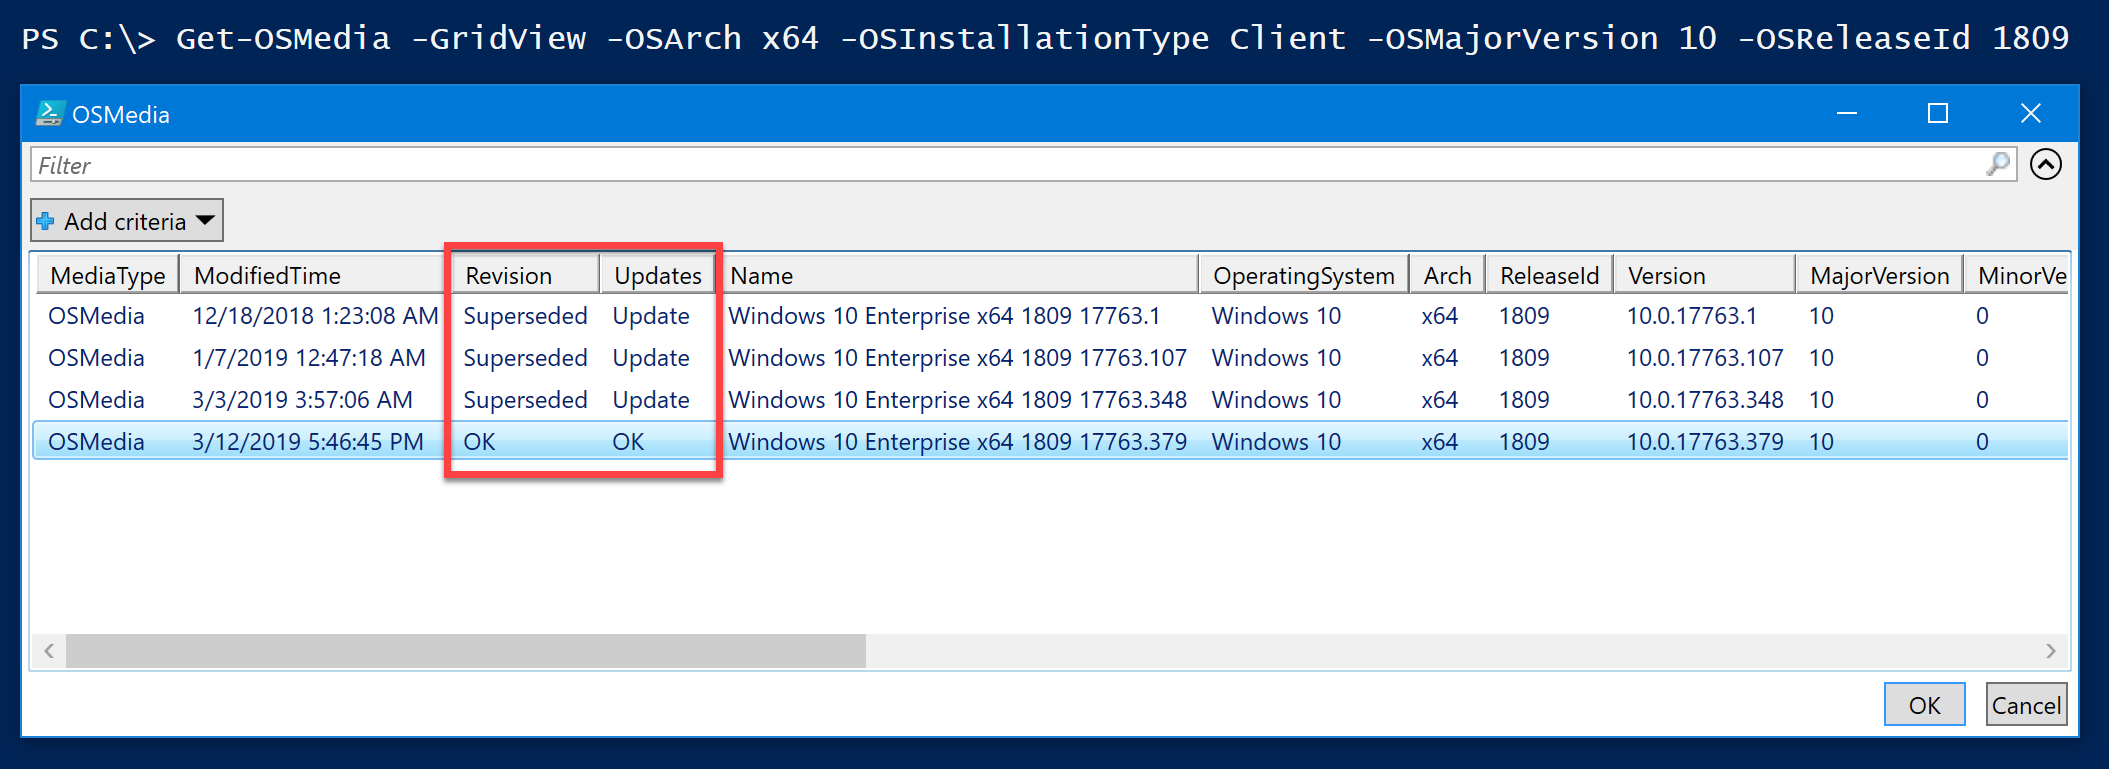 PS C:\> Get-OSMedia -GridView -OSArch x64 -OSInstallationType Client -OSMajorVersion 10 -OSReleaseId 1809
OSMedia
Filter
Add criteria
MediaType ModifiedTime Revision Updates Name OperatingSystem Arch ReleaseId Version MajorVersion MinorVe
OSMedia 12/18/2018 1:23:08 AM Superseded Update Windows 10 Enterprise x64 1809 17763.1 Windows 10 x64 1809 10.0.17763.1 10 0
OSMedia 1/7/2019 12:47:18 AM Superseded Update Windows 10 Enterprise x64 1809 17763.107 Windows 10 x64 1809 10.0.17763.107 10 0
OSMedia 3/3/2019 3:57:06 AM Superseded Update Windows 10 Enterprise x64 1809 17763.348 Windows 10 x64 1809 10.0.17763.348 10 0
OSMedia 3/12/2019 5:46:45 PM OK OK Windows 10 Enterprise x64 1809 17763.379 Windows 10 x64 1809 10.0.17763.379 10 0
OK Cancel